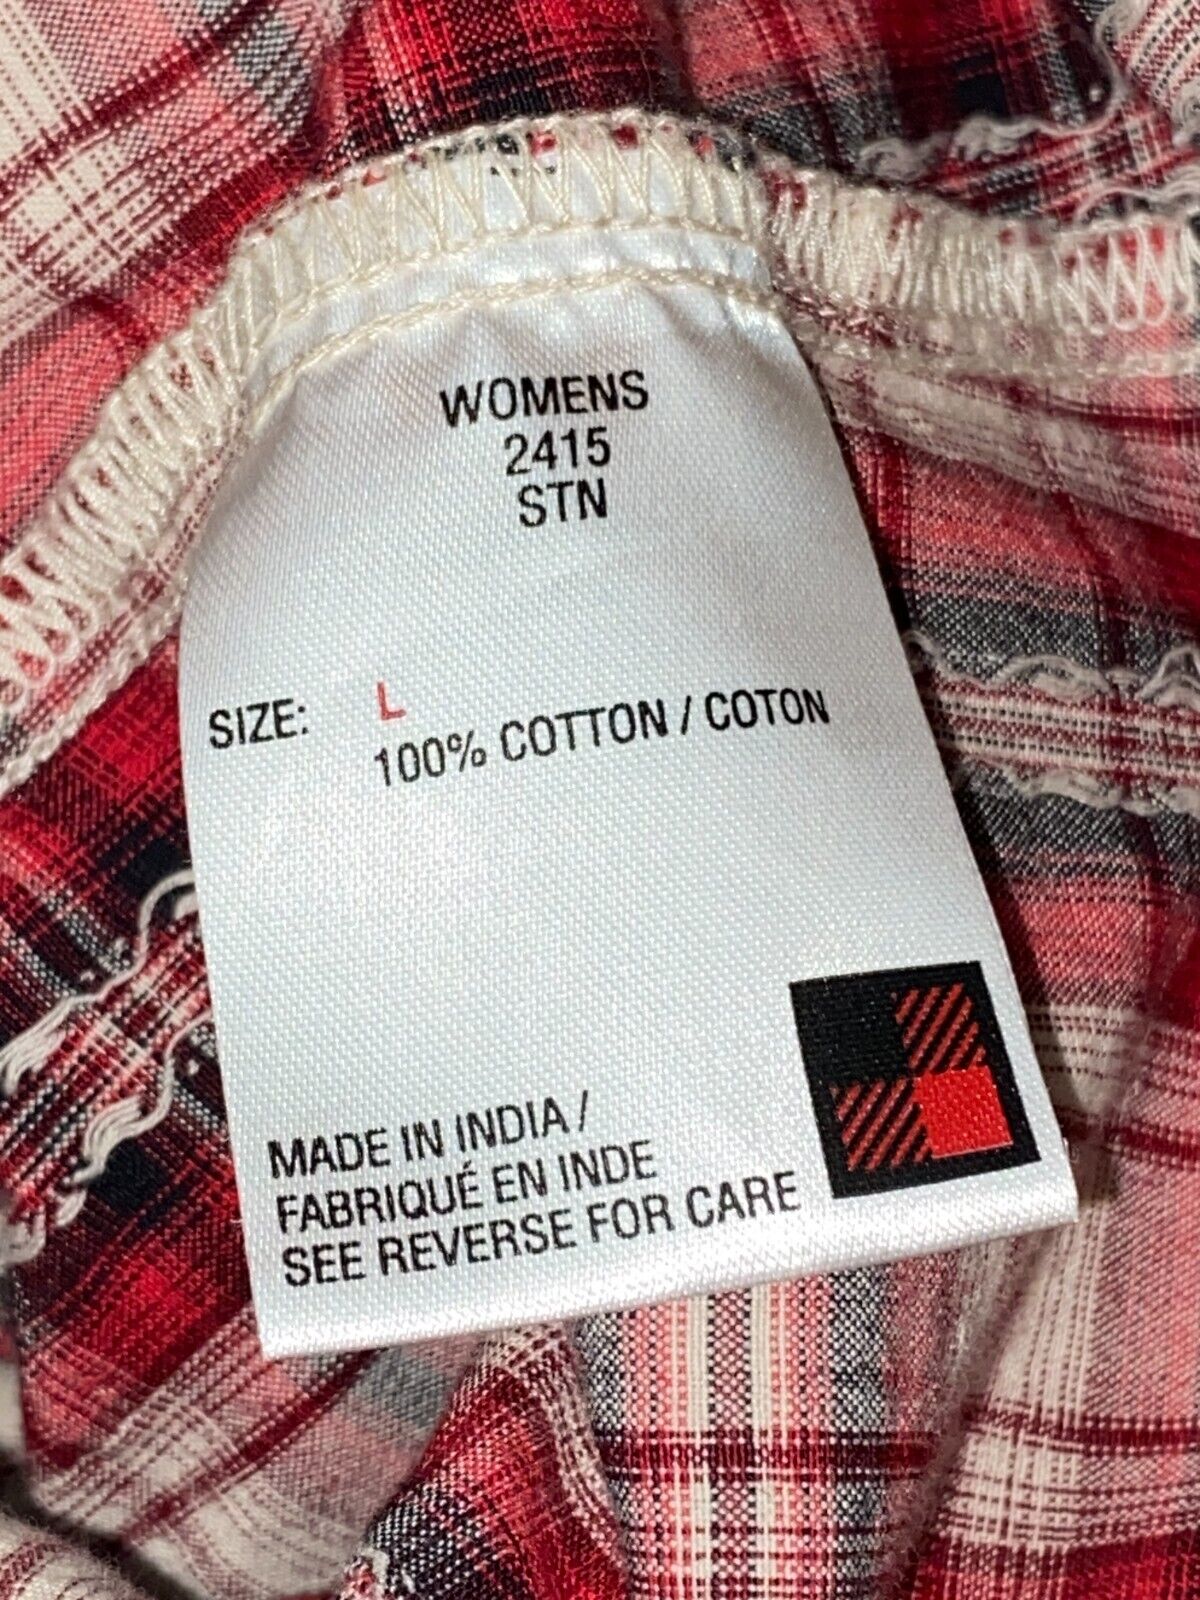 WOMENS
2415
STN
SIZE: L
100% COTTON / COTON
MADE IN INDIA /
FABRIQUÉ EN INDE
SEE REVERSE FOR CARE